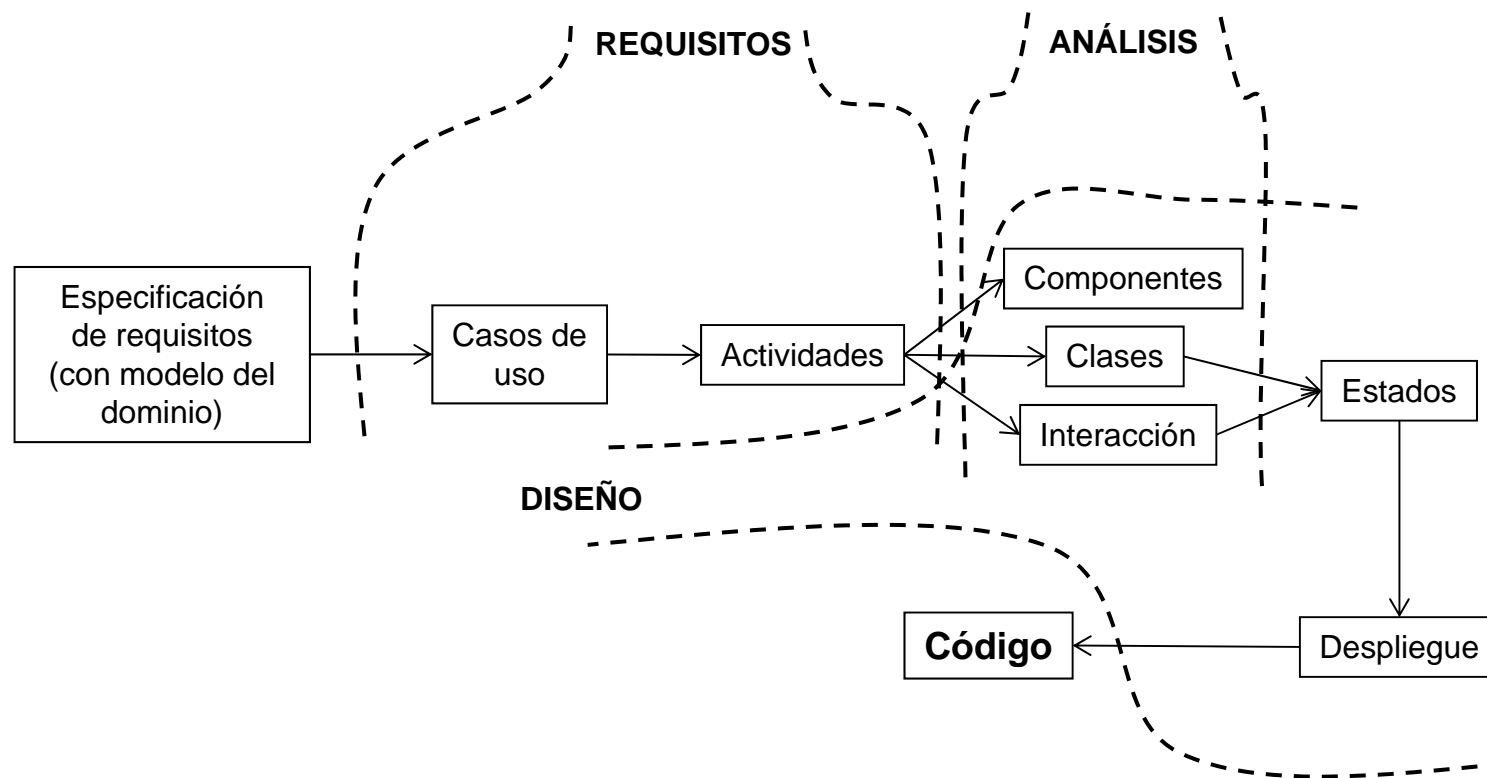 REQUISITOS
ANÁLISIS
Especificación
de requisitos
(con modelo del
dominio)
Casos de
uso
Actividades
Componentes
Clases
Interacción
Estados
DISEÑO
Código
Despliegue